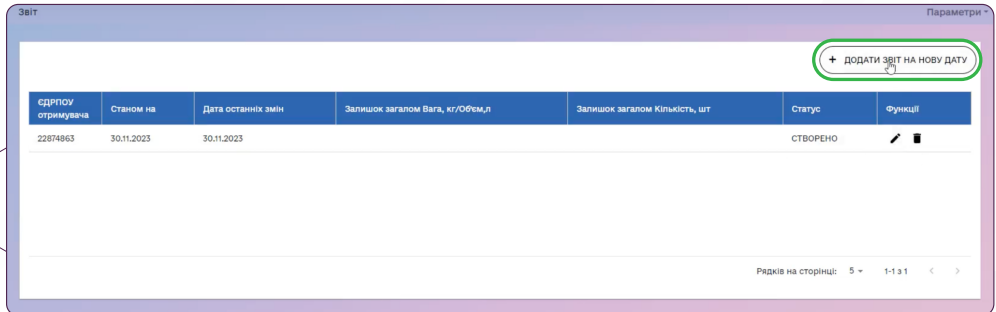 Звіт
Параметри
+ ДОДАТИ ЗВІТ НА НОВУ ДАТУ
ЄДРПОУ отримувача Станом на Дата останніх змін Залишок загалом Вага, кг/Об'єм,л Залишок загалом Кількість, шт Статус Функції
22874863 30.11.2023 30.11.2023 СТВОРЕНО
Рядків на сторінці: 5 1-1 з 1